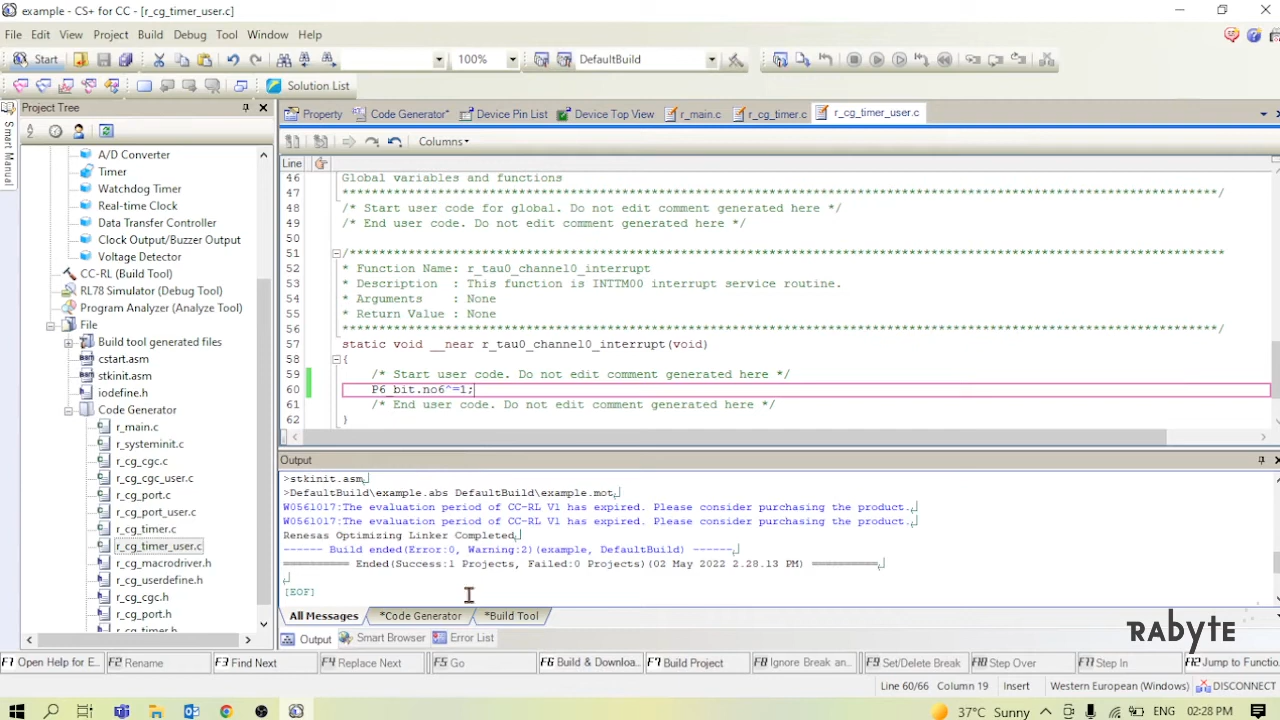 example - CS+ for CC - [r_cg_timer_user.c]
File Edit View Project Build Debug Tool Window Help
Start 100% DefaultBuild
Solution List
Project Tree
Property Code Generator* Device Pin List Device Top View r_main.c r_cg_timer.c r_cg_timer_user.c
Smart Manual
Columns
A/D Converter
Timer
Watchdog Timer
Real-time Clock
Data Transfer Controller
Clock Output/Buzzer Output
Voltage Detector
CC-RL (Build Tool)
RL78 Simulator (Debug Tool)
Program Analyzer (Analyze Tool)
File
Build tool generated files
cstart.asm
stkinit.asm
iodefine.h
Code Generator
r_main.c
r_systeminit.c
r_cg_cgc.c
r_cg_cgc_user.c
r_cg_port.c
r_cg_port_user.c
r_cg_timer.c
r_cg_timer_user.c
r_cg_macrodriver.h
r_cg_userdefine.h
r_cg_cgc.h
r_cg_port.h
r_cg_timer.h
Line
46 Global variables and functions
47 ***********************************************************************************************************************/
48 /* Start user code for global. Do not edit comment generated here */
49 /* End user code. Do not edit comment generated here */
50
51 /***********************************************************************************************************************
52 * Function Name: r_tau0_channel0_interrupt
53 * Description : This function is INTTM00 interrupt service routine.
54 * Arguments : None
55 * Return Value : None
56 ***********************************************************************************************************************/
57 static void __near r_tau0_channel0_interrupt(void)
58 {
59 /* Start user code. Do not edit comment generated here */
60 P6_bit.no6^=1;
61 /* End user code. Do not edit comment generated here */
62 }
Output
>stkinit.asm
>DefaultBuild\example.abs DefaultBuild\example.mot
W0561017:The evaluation period of CC-RL V1 has expired. Please consider purchasing the product.
W0561017:The evaluation period of CC-RL V1 has expired. Please consider purchasing the product.
Renesas Optimizing Linker Completed
------ Build ended(Error:0, Warning:2)(example, DefaultBuild) ------
========== Ended(Success:1 Projects, Failed:0 Projects)(02 May 2022 2.28.13 PM) ==========
[EOF]
All Messages *Code Generator *Build Tool
Output Smart Browser Error List
RABYTE
F1 Open Help for E... F2 Rename F3 Find Next F4 Replace Next F5 Go F6 Build & Downloa... F7 Build Project F8 Ignore Break an... F9 Set/Delete Break F10 Step Over F11 Step In F12 Jump to Functio
Line 60/66 Column 19 Insert Western European (Windows) DISCONNECT
37°C Sunny ENG 02:28 PM